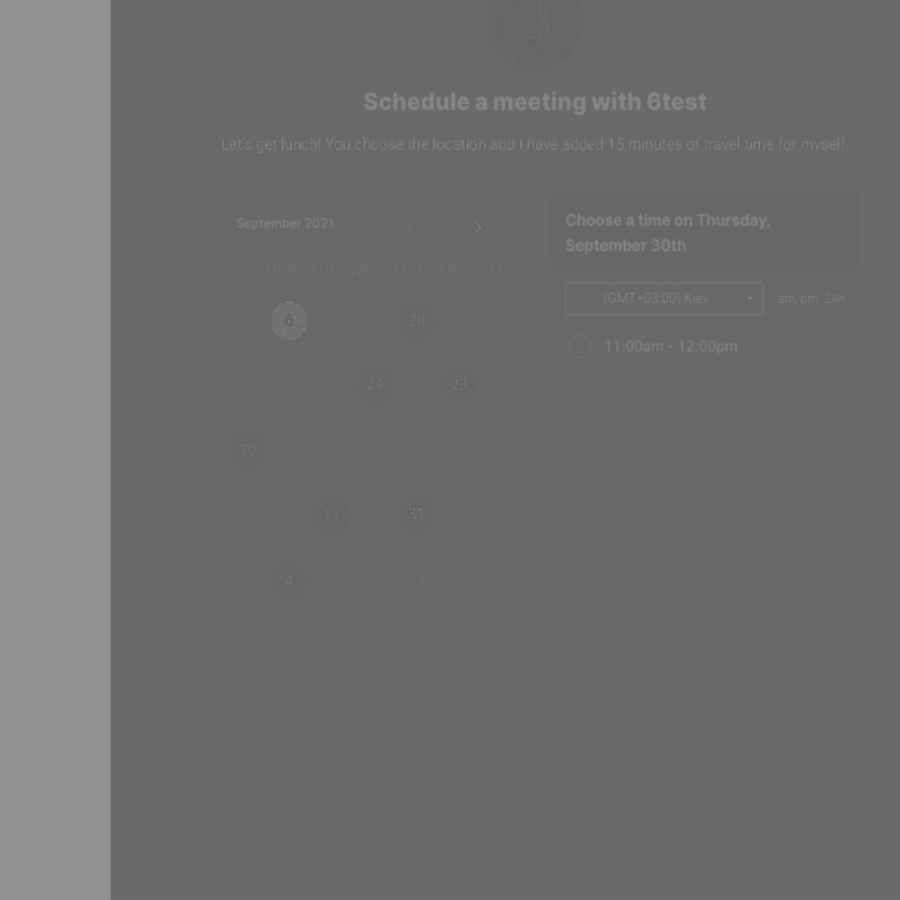 Schedule a meeting with 6test
Let's get lunch! You choose the location and I have added 15 minutes of travel time for myself.
September 2021
SUN MON TUE WED THU FRI SAT
6 28
24 23
30 12
11 31
4 12 19
Choose a time on Thursday,
September 30th
(GMT+03:00) Kiev am/pm 24h
11:00am - 12:00pm